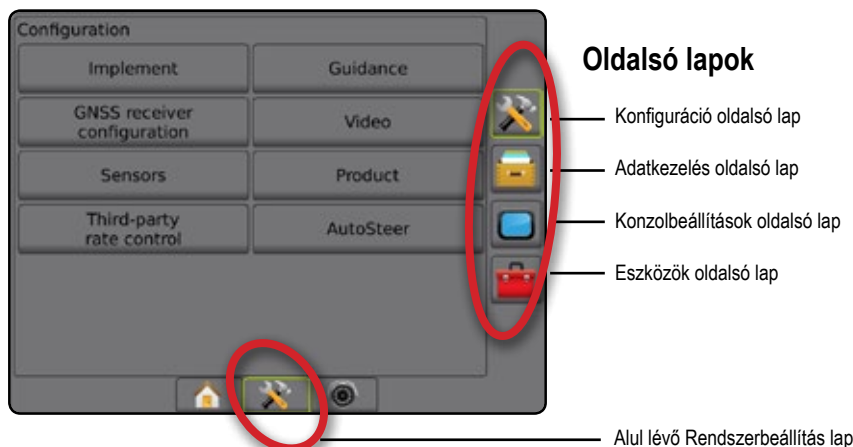 Configuration
Implement
Guidance
GNSS receiver
configuration
Video
Sensors
Product
Third-party
rate control
AutoSteer
Oldalsó lapok
Konfiguráció oldalsó lap
Adatkezelés oldalsó lap
Konzolbeállítások oldalsó lap
Eszközök oldalsó lap
Alul lévő Rendszerbeállítás lap